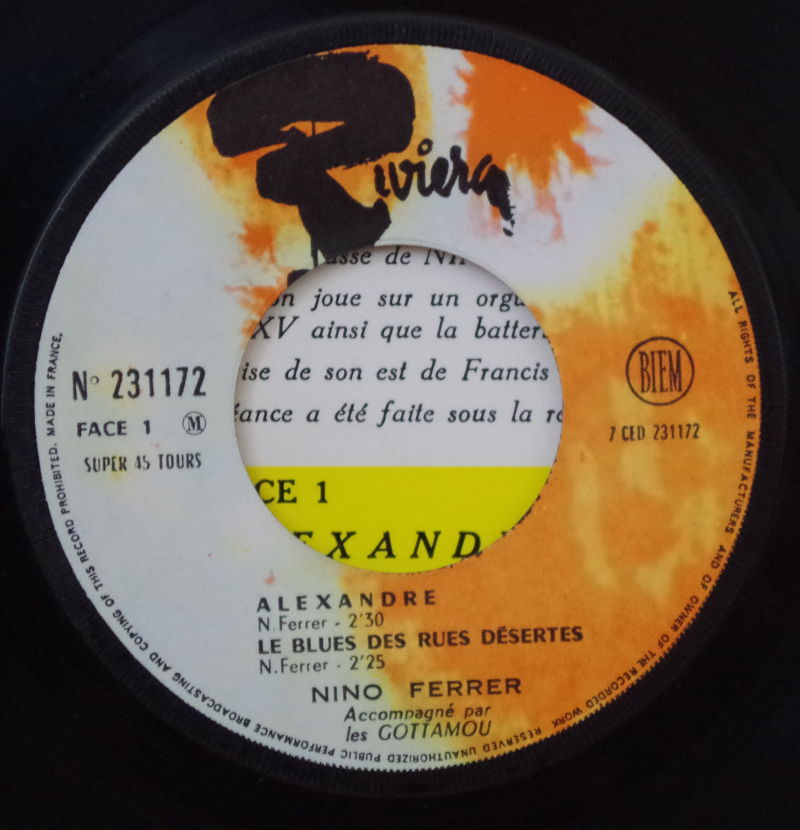 Riviera
sse de
on joue sur un
XV ainsi que la
ise de son est de Francis
ance a été faite sous la
CE 1
EXAND
N° 231172
FACE 1 M
SUPER 45 TOURS
BIEM
7 CED 231172
ALEXANDRE
N. Ferrer - 2'30
LE BLUES DES RUES DÉSERTES
N. Ferrer - 2'25
NINO FERRER
Accompagné par
les GOTTAMOU
ALL RIGHTS OF THE MANUFACTURERS AND OF OWNER OF THE RECORDED WORK RESERVED UNAUTHORIZED PUBLIC PERFORMANCE BROADCASTING AND COPYING OF THIS RECORD PROHIBITED. MADE IN FRANCE.